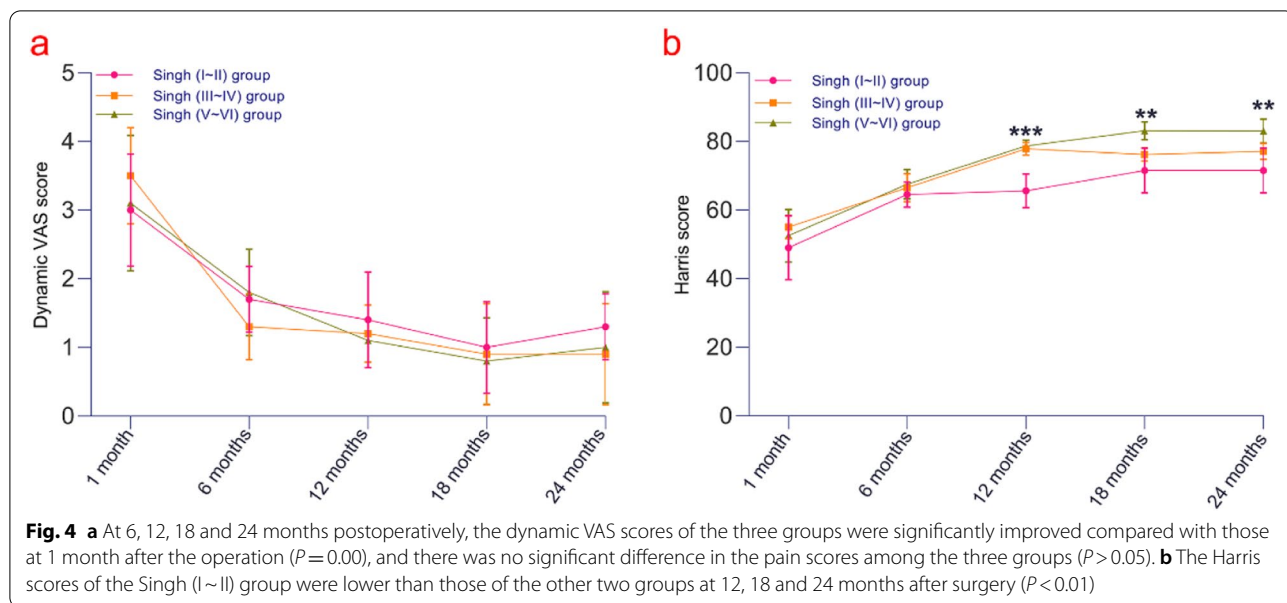 a
Singh (I~II) group
Singh (III~IV) group
Singh (V~VI) group
Dynamic VAS score
5
4
3
2
1
0
1 month
6 months
12 months
18 months
24 months
b
Singh (I~II) group
Singh (III~IV) group
Singh (V~VI) group
Harris score
100
80
60
40
20
0
***
**
**
1 month
6 months
12 months
18 months
24 months
Fig. 4 a At 6, 12, 18 and 24 months postoperatively, the dynamic VAS scores of the three groups were significantly improved compared with those
at 1 month after the operation (P=0.00), and there was no significant difference in the pain scores among the three groups (P>0.05). b The Harris
scores of the Singh (I~II) group were lower than those of the other two groups at 12, 18 and 24 months after surgery (P<0.01)